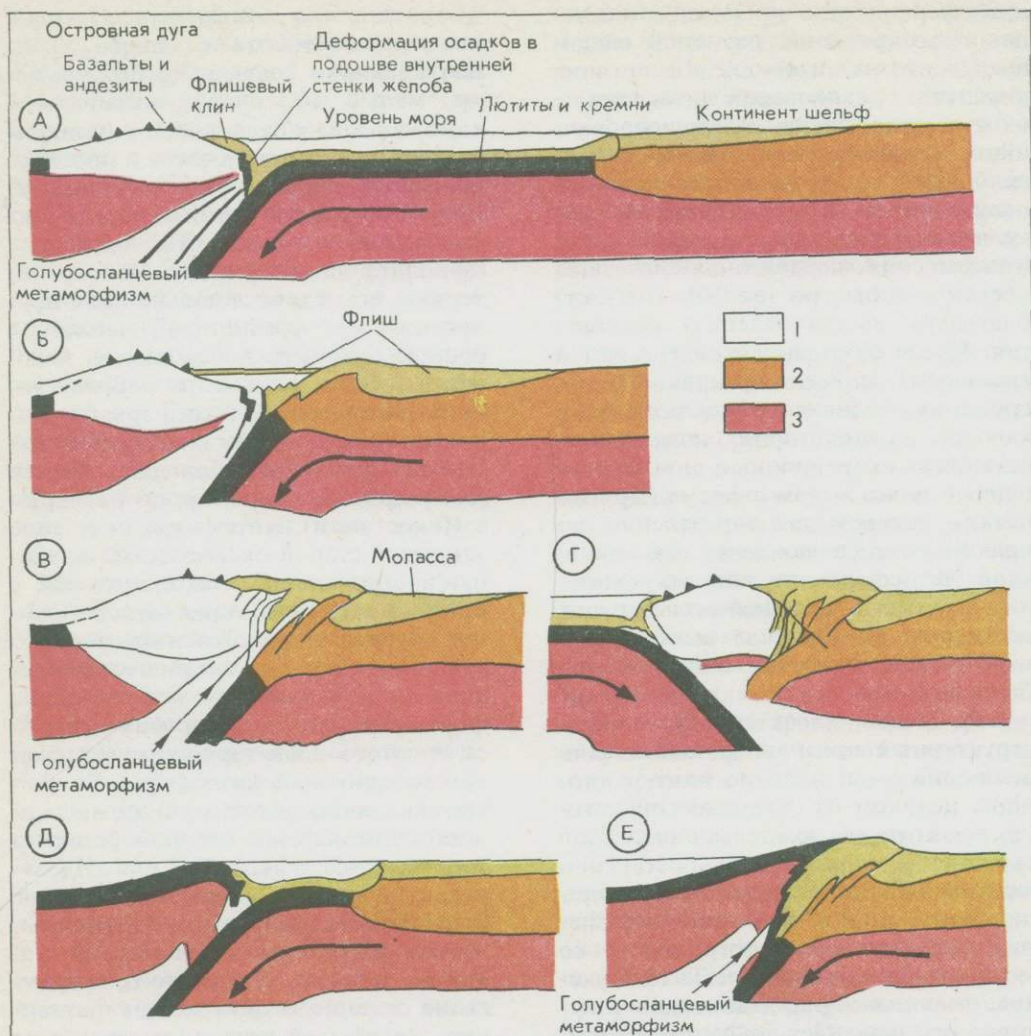 Островная дуга
Базальты и
андезиты
Флишевый
клин
Деформация осадков в
подошве внутренней
стенки желоба
Уровень моря
Лютиты и кремни
Континент шельф
А
Голубосланцевый
метаморфизм
Б
Флиш
1
2
3
В
Моласса
Г
Голубосланцевый
метаморфизм
Д
Е
Голубосланцевый
метаморфизм